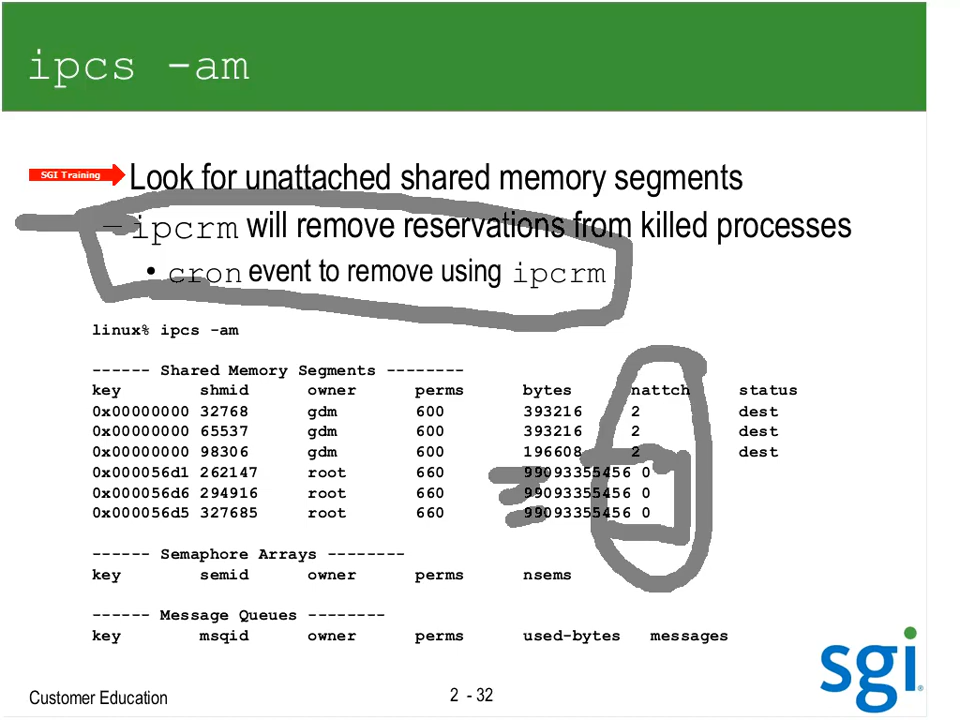 ipcs -am
SGI Training
Look for unattached shared memory segments
– ipcrm will remove reservations from killed processes
• cron event to remove using ipcrm
linux% ipcs -am
------ Shared Memory Segments --------
key shmid owner perms bytes nattch status
0x00000000 32768 gdm 600 393216 2 dest
0x00000000 65537 gdm 600 393216 2 dest
0x00000000 98306 gdm 600 196608 2 dest
0x000056d1 262147 root 660 99093355456 0
0x000056d6 294916 root 660 99093355456 0
0x000056d5 327685 root 660 99093355456 0
------ Semaphore Arrays --------
key semid owner perms nsems
------ Message Queues --------
key msqid owner perms used-bytes messages
sgi®
Customer Education 2 - 32